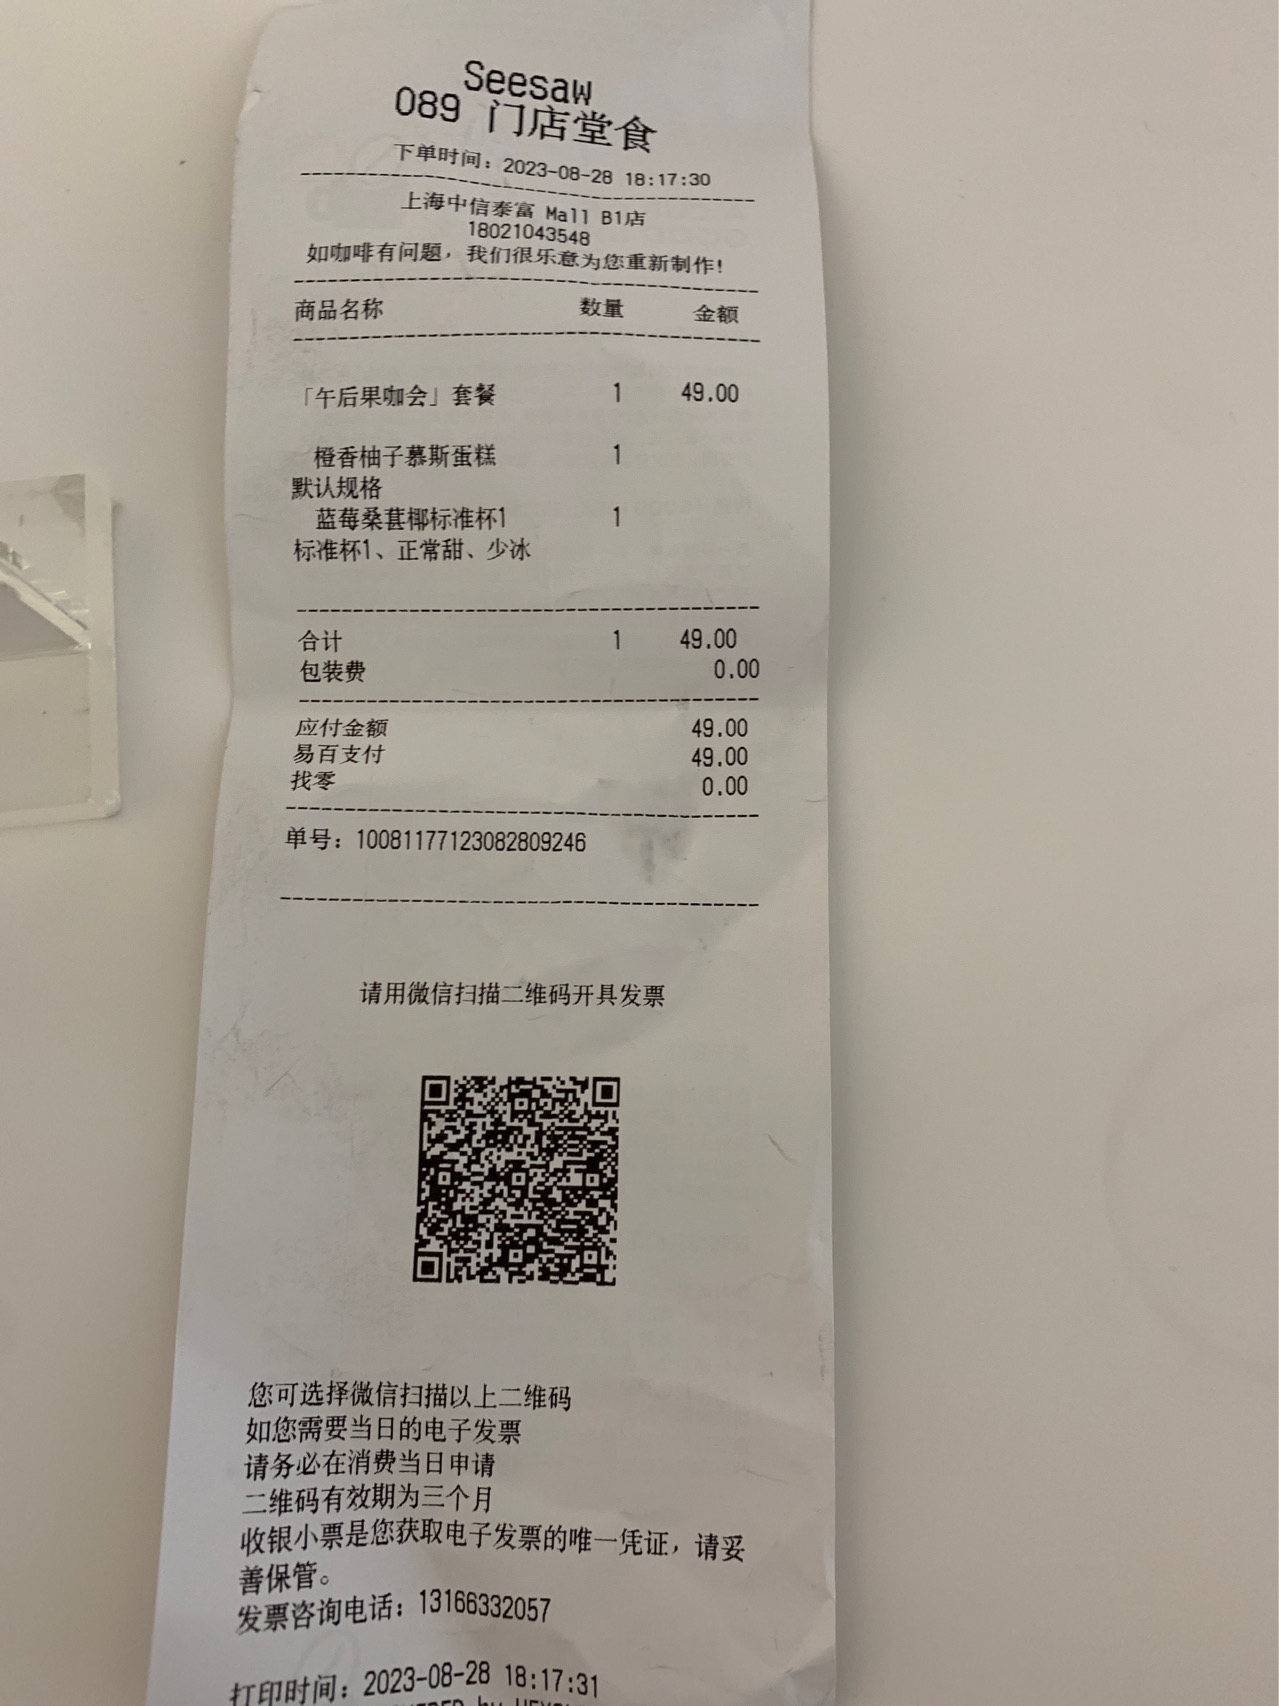 Seesaw
089 门店堂食
下单时间：2023-08-28 18:17:30
上海中信泰富 Mall B1店
18021043548
如咖啡有问题，我们很乐意为您重新制作！
商品名称 数量 金额
「午后果咖会」套餐 1 49.00
橙香柚子慕斯蛋糕 1
默认规格
蓝莓桑葚椰标准杯1 1
标准杯1、正常甜、少冰
合计 1 49.00
包装费 0.00
应付金额 49.00
易百支付 49.00
找零 0.00
单号：10081177123082809246
请用微信扫描二维码开具发票
您可选择微信扫描以上二维码
如您需要当日的电子发票
请务必在消费当日申请
二维码有效期为三个月
收银小票是您获取电子发票的唯一凭证，请妥
善保管。
发票咨询电话：13166332057
打印时间：2023-08-28 18:17:31
by